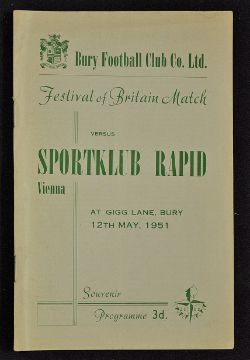 Bury Football Club Co. Ltd.
Festival of Britain Match
VERSUS
SPORTKLUB RAPID
Vienna
AT GIGG LANE, BURY
12TH MAY, 1951
Souvenir
Programme 3d.